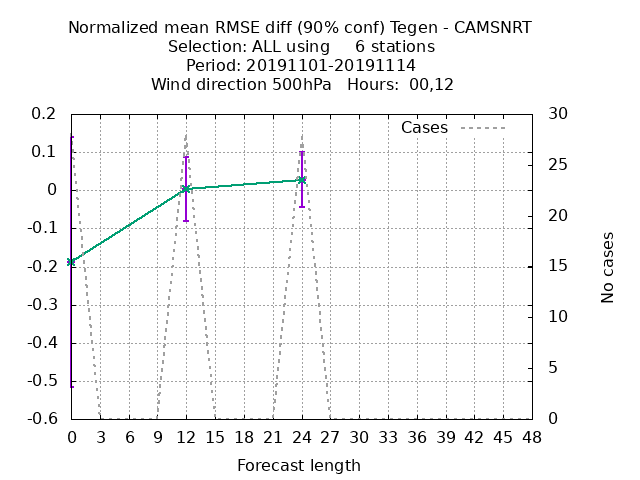 Normalized mean RMSE diff (90% conf) Tegen - CAMSNRT
Selection: ALL using     6 stations
Period: 20191101-20191114
Wind direction 500hPa   Hours:  00,12
Cases
0.2
0.1
0
-0.1
-0.2
-0.3
-0.4
-0.5
-0.6
30
25
20
15
10
5
0
No cases
0 3 6 9 12 15 18 21 24 27 30 33 36 39 42 45 48
Forecast length